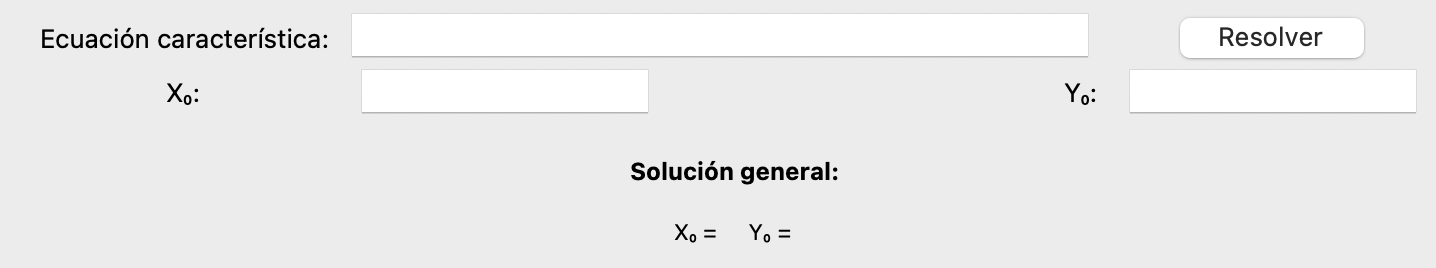 Ecuación característica: Resolver
X₀: Y₀:
Solución general:
X₀ = Y₀ =